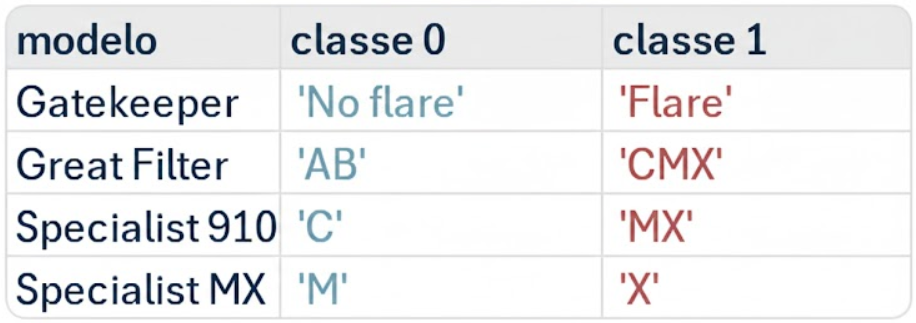 modelo classe 0 classe 1
Gatekeeper 'No flare' 'Flare'
Great Filter 'AB' 'CMX'
Specialist 910 'C' 'MX'
Specialist MX 'M' 'X'